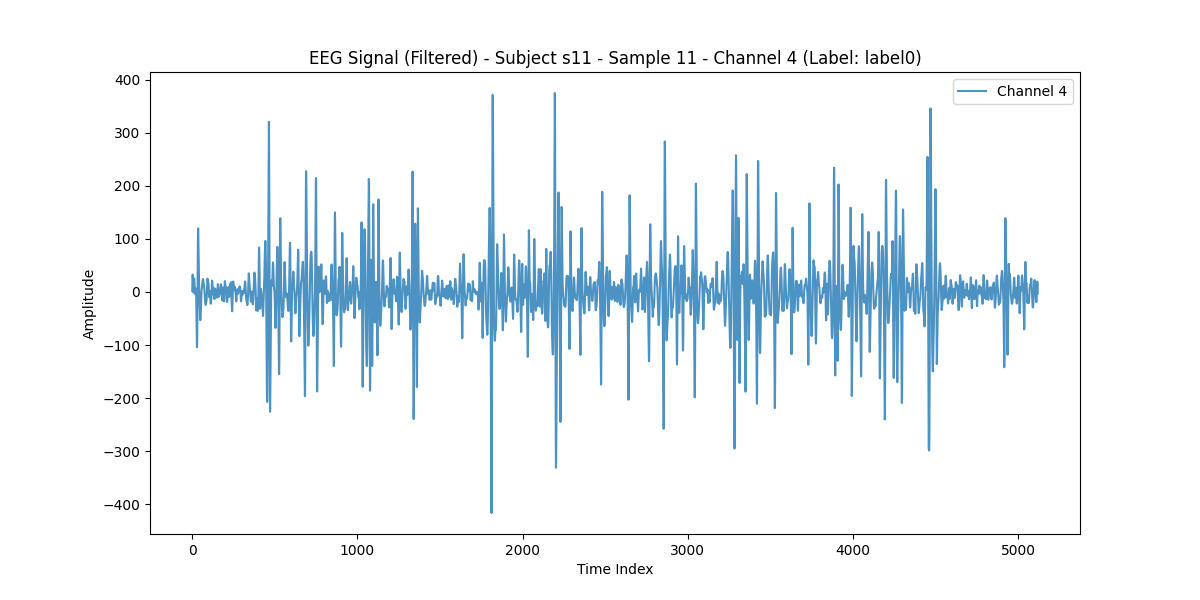 EEG Signal (Filtered) - Subject s11 - Sample 11 - Channel 4 (Label: label0)
Channel 4
Amplitude
400
300
200
100
0
−100
−200
−300
−400
0 1000 2000 3000 4000 5000
Time Index